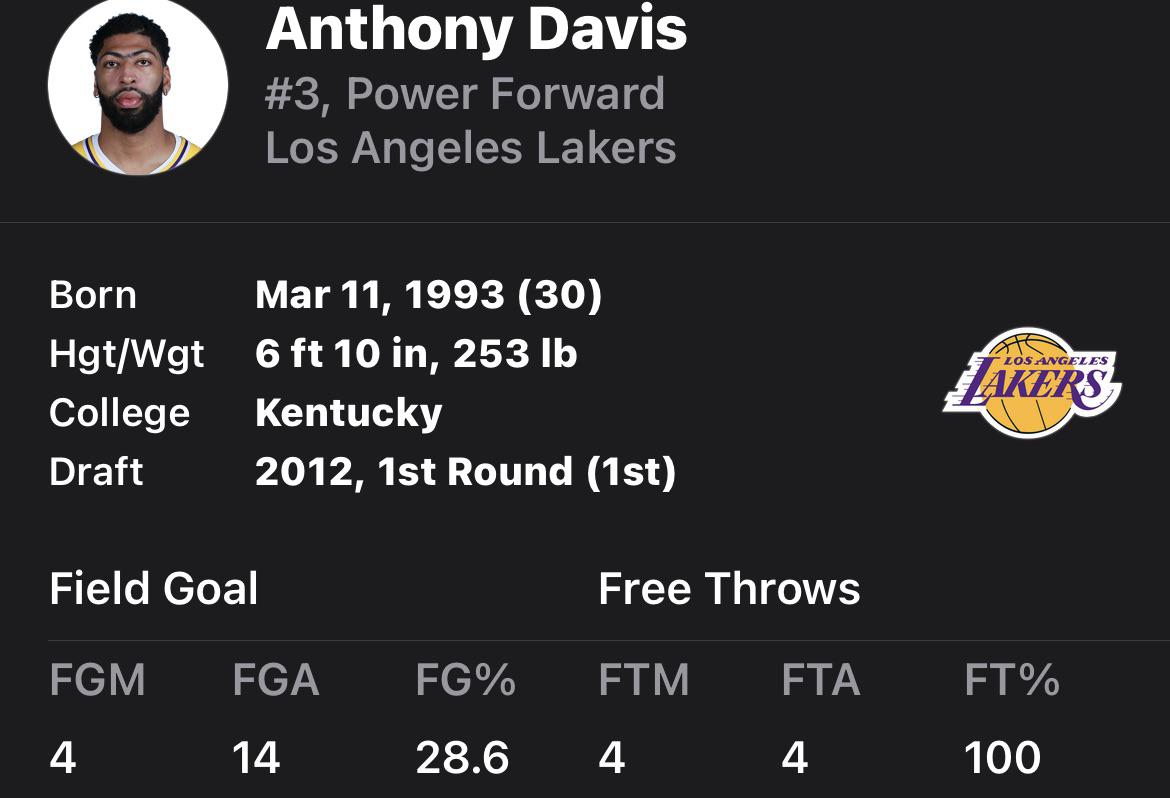 Anthony Davis
#3, Power Forward
Los Angeles Lakers
Born Mar 11, 1993 (30)
Hgt/Wgt 6 ft 10 in, 253 lb
College Kentucky
Draft 2012, 1st Round (1st)
LOS ANGELES
LAKERS
Field Goal Free Throws
FGM FGA FG% FTM FTA FT%
4 14 28.6 4 4 100